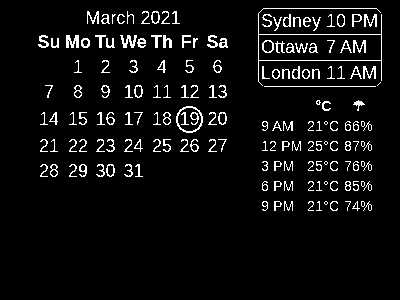 March 2021
Su Mo Tu We Th Fr Sa
1 2 3 4 5 6
7 8 9 10 11 12 13
14 15 16 17 18 19 20
21 22 23 24 25 26 27
28 29 30 31
Sydney 10 PM
Ottawa 7 AM
London 11 AM
°C ☂
9 AM 21°C 66%
12 PM 25°C 87%
3 PM 25°C 76%
6 PM 21°C 85%
9 PM 21°C 74%